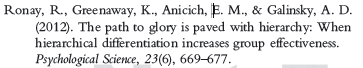 Ronay, R., Greenaway, K., Anicich, E. M., & Galinsky, A. D.
(2012). The path to glory is paved with hierarchy: When
hierarchical differentiation increases group effectiveness.
Psychological Science, 23(6), 669–677.